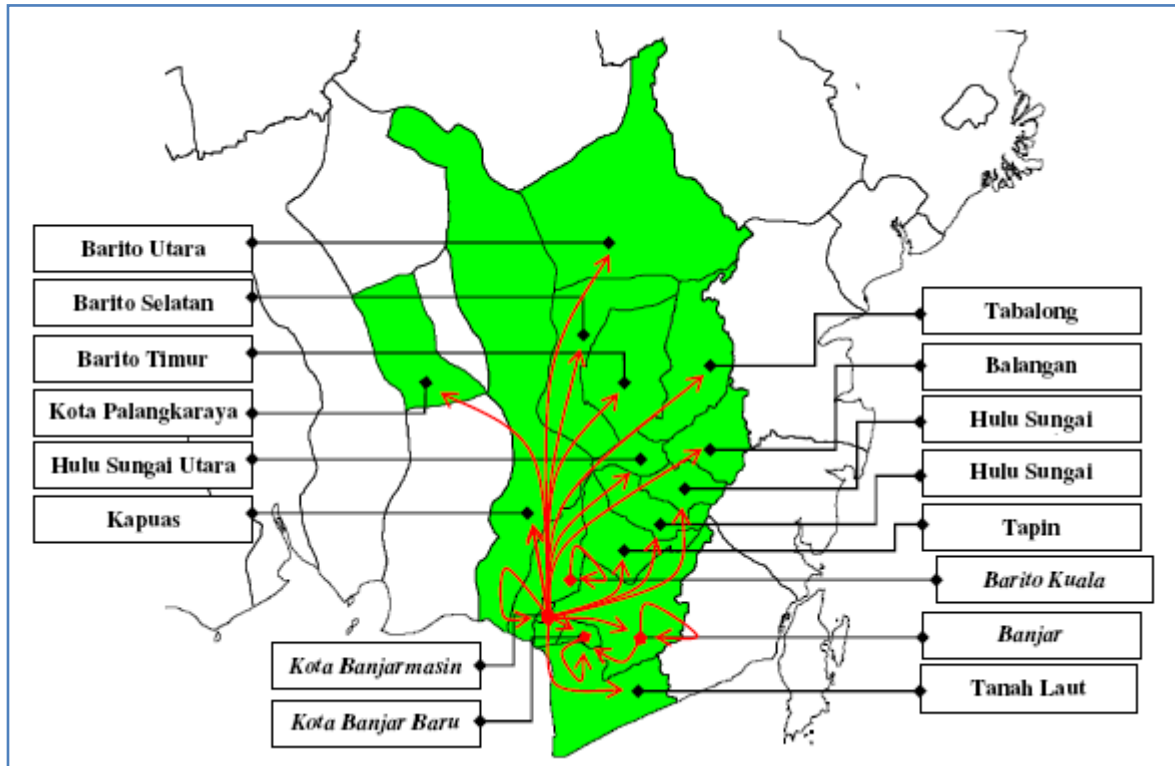 Barito Utara
Barito Selatan
Barito Timur
Kota Palangkaraya
Hulu Sungai Utara
Kapuas
Kota Banjarmasin
Kota Banjar Baru
Tabalong
Balangan
Hulu Sungai
Hulu Sungai
Tapin
Barito Kuala
Banjar
Tanah Laut